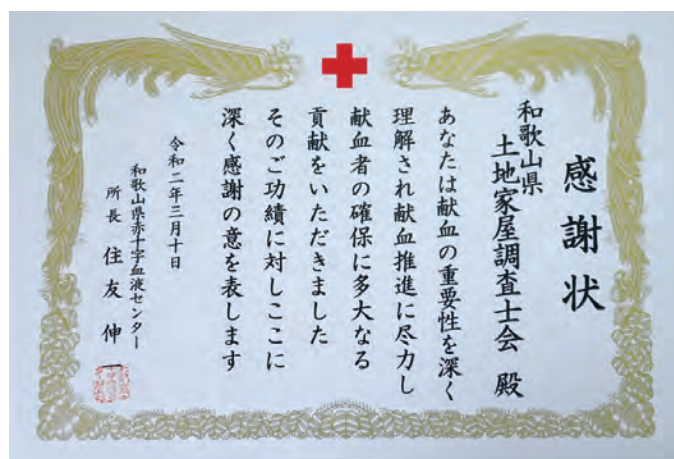 感謝状
和歌山県
土地家屋調査士会 殿
あなたは献血の重要性を深く
理解され献血推進に尽力し
献血者の確保に多大なる
貢献をいただきました
そのご功績に対しここに
深く感謝の意を表します
令和二年三月十日
和歌山県赤十字血液センター
所長 住友伸一